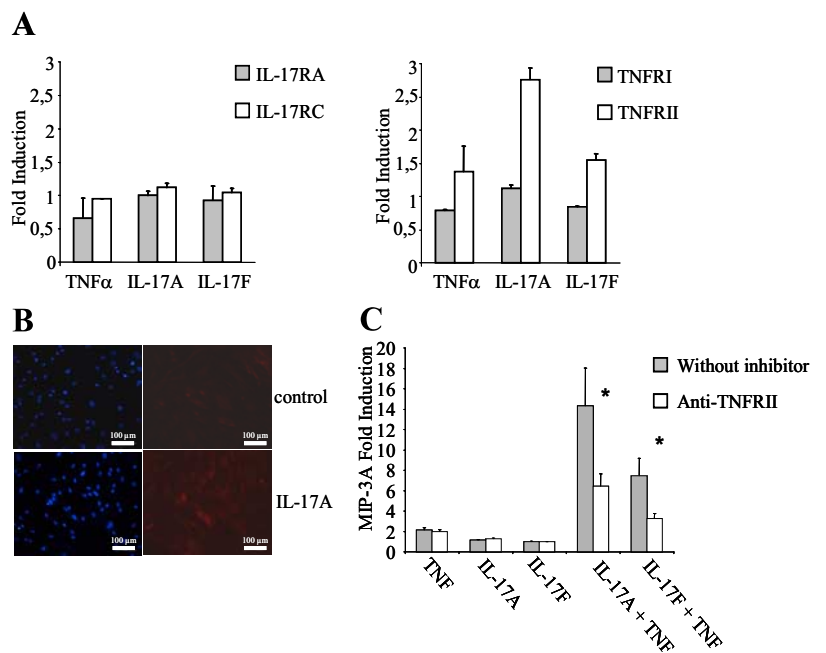 A
Fold Induction
3
2,5
2
1,5
1
0,5
0
TNFα IL-17A IL-17F
IL-17RA
IL-17RC
Fold Induction
3
2,5
2
1,5
1
0,5
0
TNFα IL-17A IL-17F
TNFRI
TNFRII
B
100 µm
100 µm
control
100 µm
100 µm
IL-17A
C
MIP-3A Fold Induction
20
18
16
14
12
10
8
6
4
2
0
TNF
IL-17A
IL-17F
IL-17A + TNF
IL-17F + TNF
*
*
Without inhibitor
Anti-TNFRII